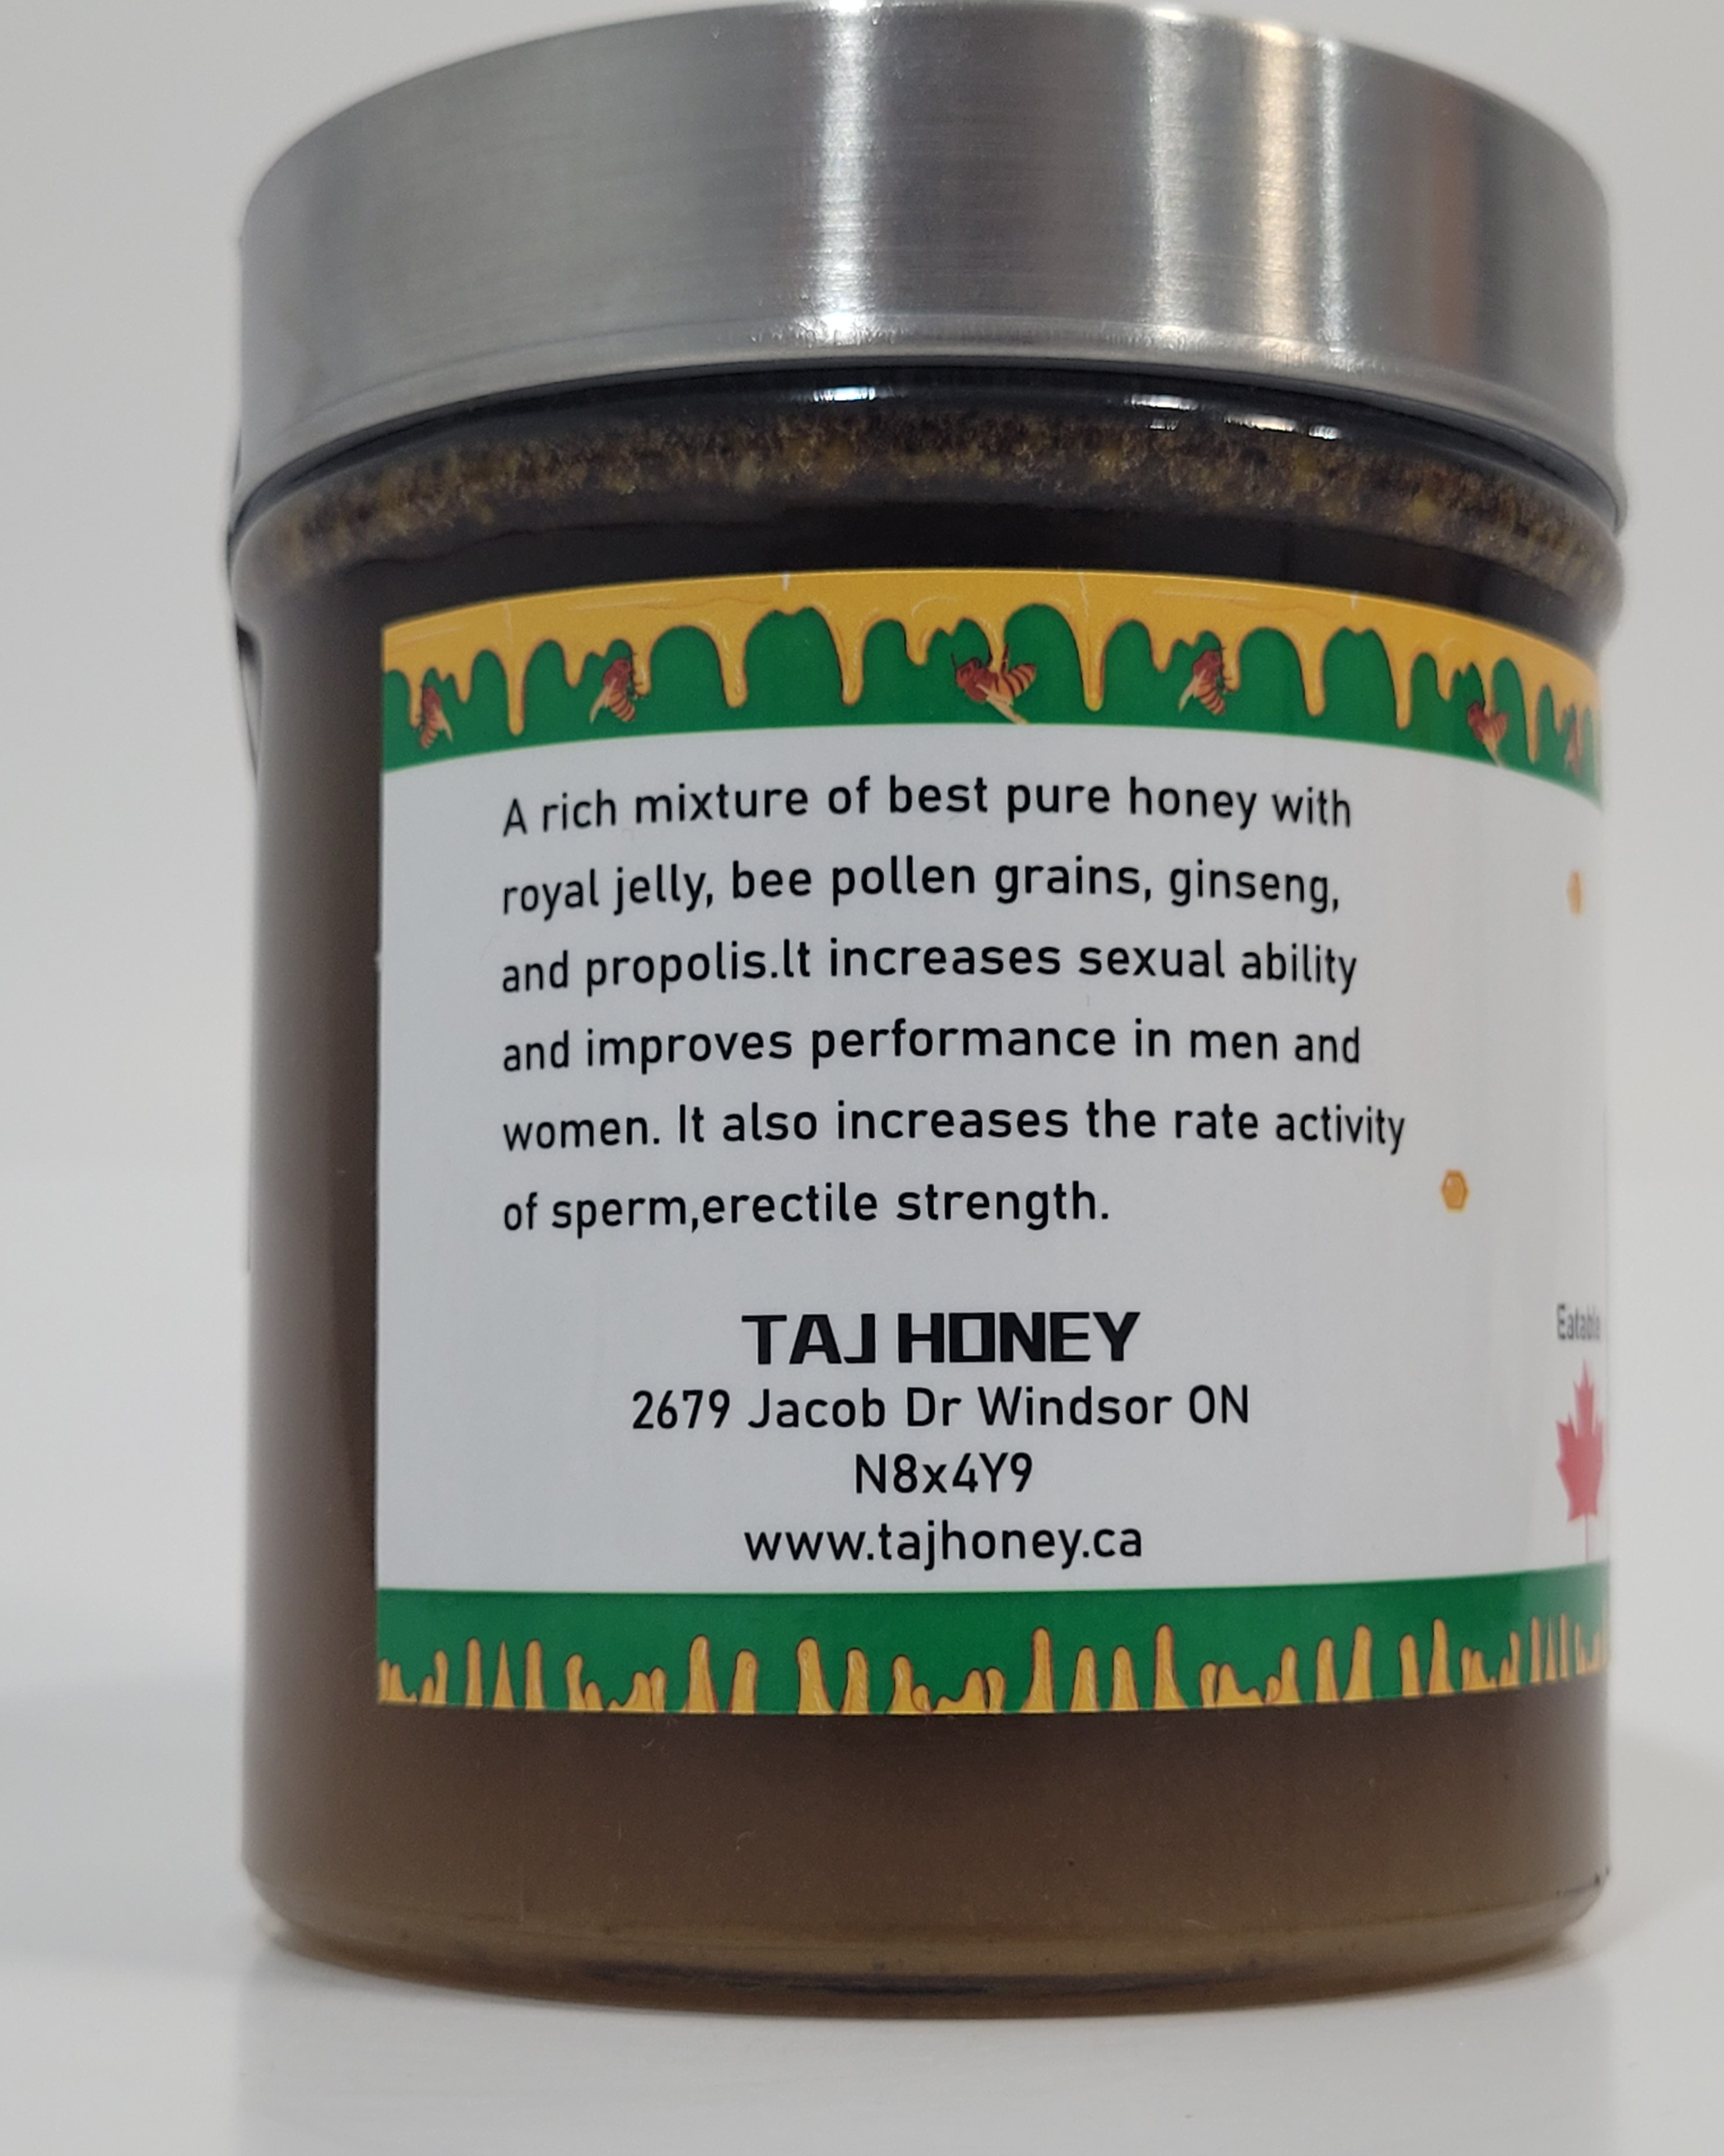 A rich mixture of best pure honey with
royal jelly, bee pollen grains, ginseng,
and propolis.lt increases sexual ability
and improves performance in men and
women. It also increases the rate activity
of sperm,erectile strength.
TAJ HONEY
2679 Jacob Dr Windsor ON
N8x4Y9
www.tajhoney.ca
Eatable